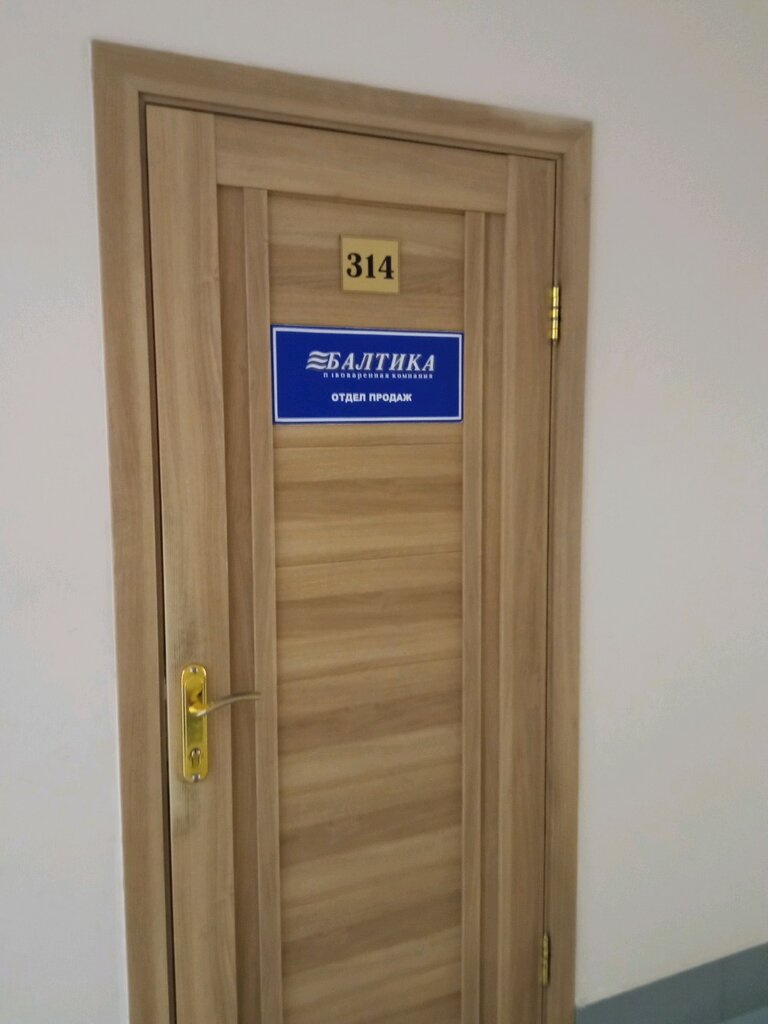 314
БАЛТИКА
пивоваренная компания
ОТДЕЛ ПРОДАЖ